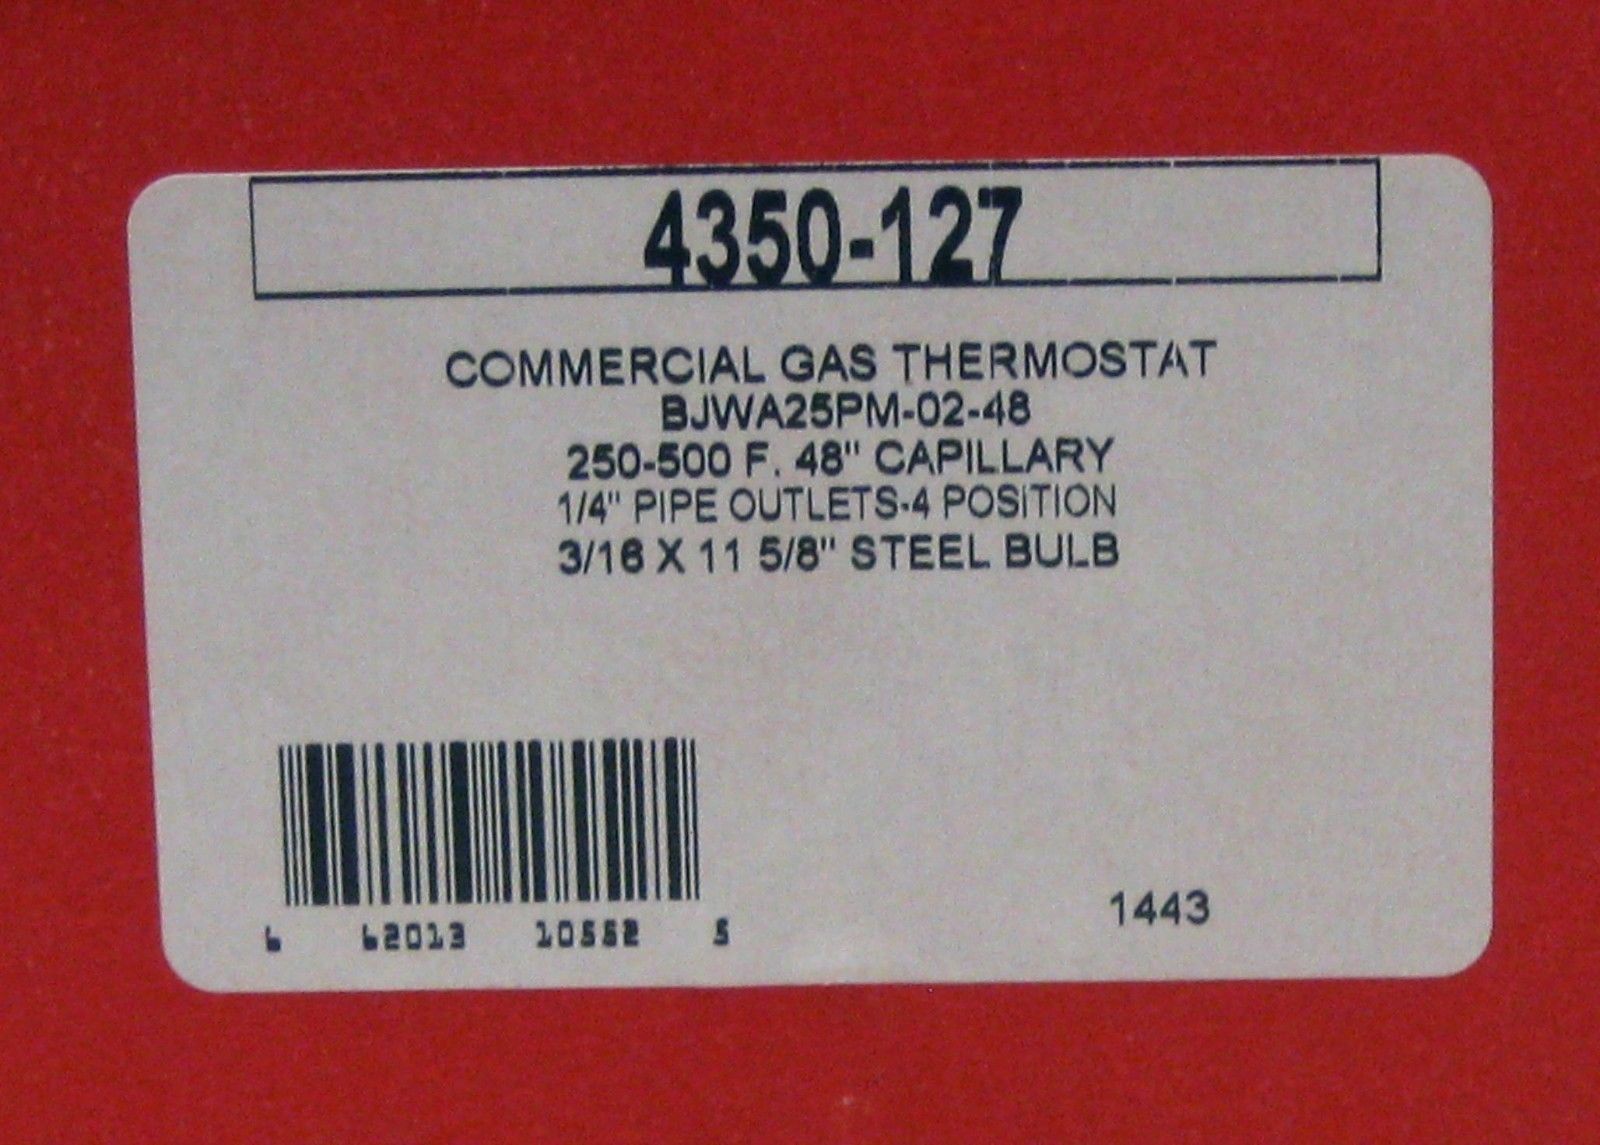 4350-127
COMMERCIAL GAS THERMOSTAT
BJWA25PM-02-48
250-500 F. 48" CAPILLARY
1/4" PIPE OUTLETS-4 POSITION
3/16 X 11 5/8" STEEL BULB
1443
6 62013 10552 5